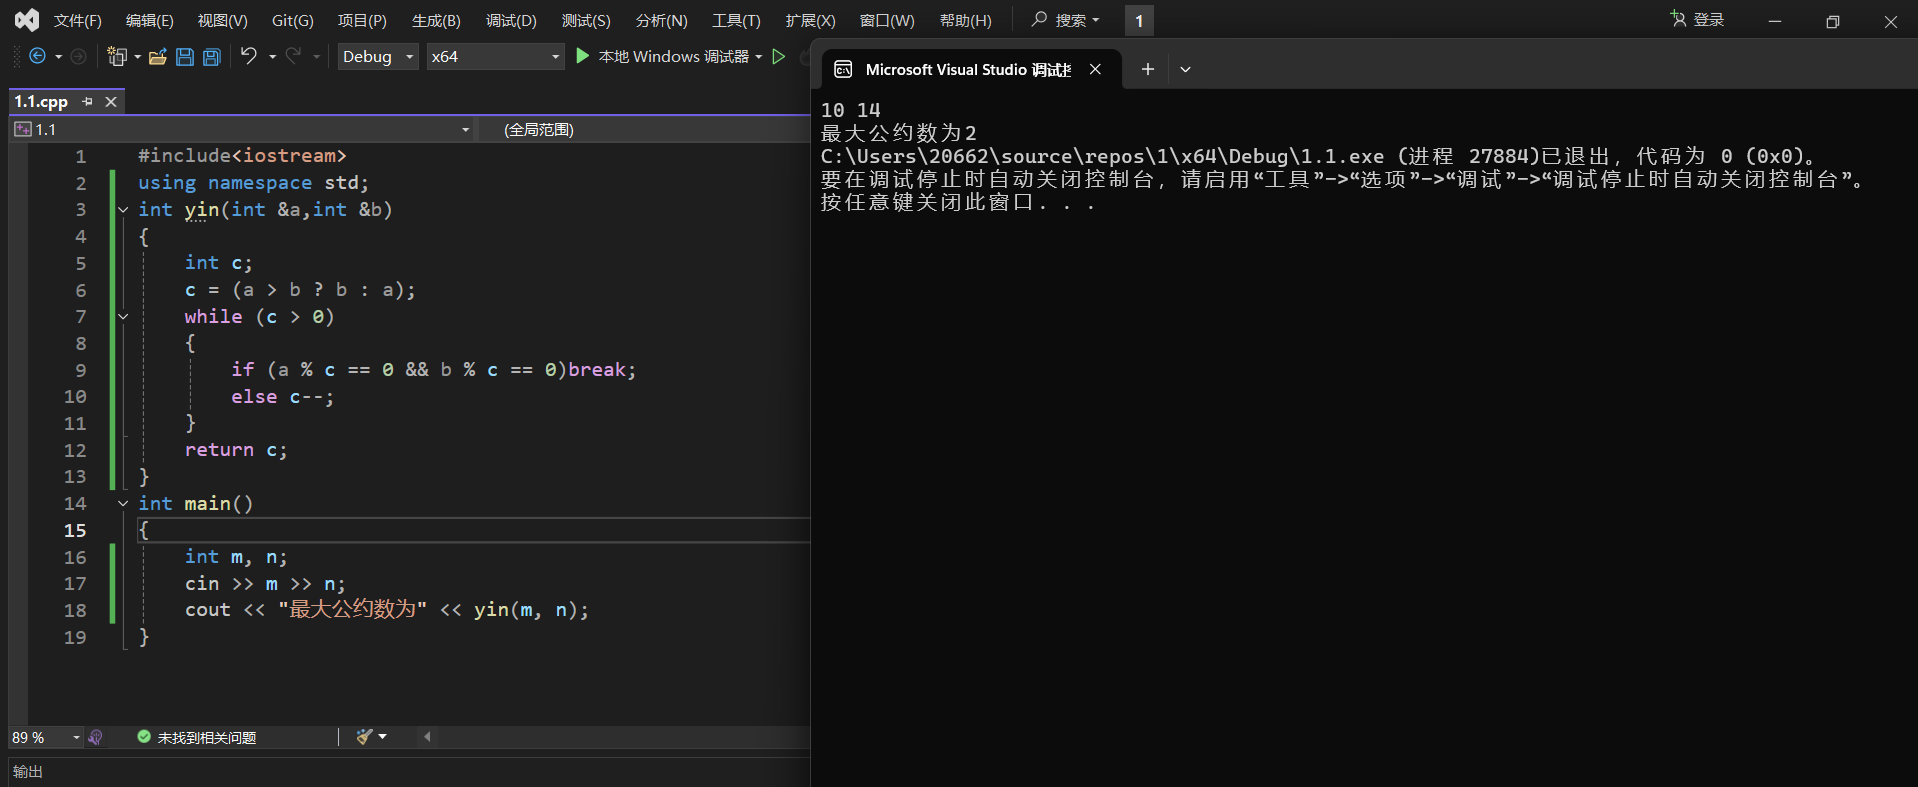 文件(F) 编辑(E) 视图(V) Git(G) 项目(P) 生成(B) 调试(D) 测试(S) 分析(N) 工具(T) 扩展(X) 窗口(W) 帮助(H) 搜索 1 登录
Debug x64 本地 Windows 调试器
1.1.cpp
1.1 (全局范围)
1 #include<iostream>
2 using namespace std;
3 int yin(int &a,int &b)
4 {
5 int c;
6 c = (a > b ? b : a);
7 while (c > 0)
8 {
9 if (a % c == 0 && b % c == 0)break;
10 else c--;
11 }
12 return c;
13 }
14 int main()
15 {
16 int m, n;
17 cin >> m >> n;
18 cout << "最大公约数为" << yin(m, n);
19 }
89 % 未找到相关问题
输出
Microsoft Visual Studio 调试
10 14
最大公约数为2
C:\Users\20662\source\repos\1\x64\Debug\1.1.exe (进程 27884)已退出，代码为 0 (0x0)。
要在调试停止时自动关闭控制台，请启用“工具”->“选项”->“调试”->“调试停止时自动关闭控制台”。
按任意键关闭此窗口. . .